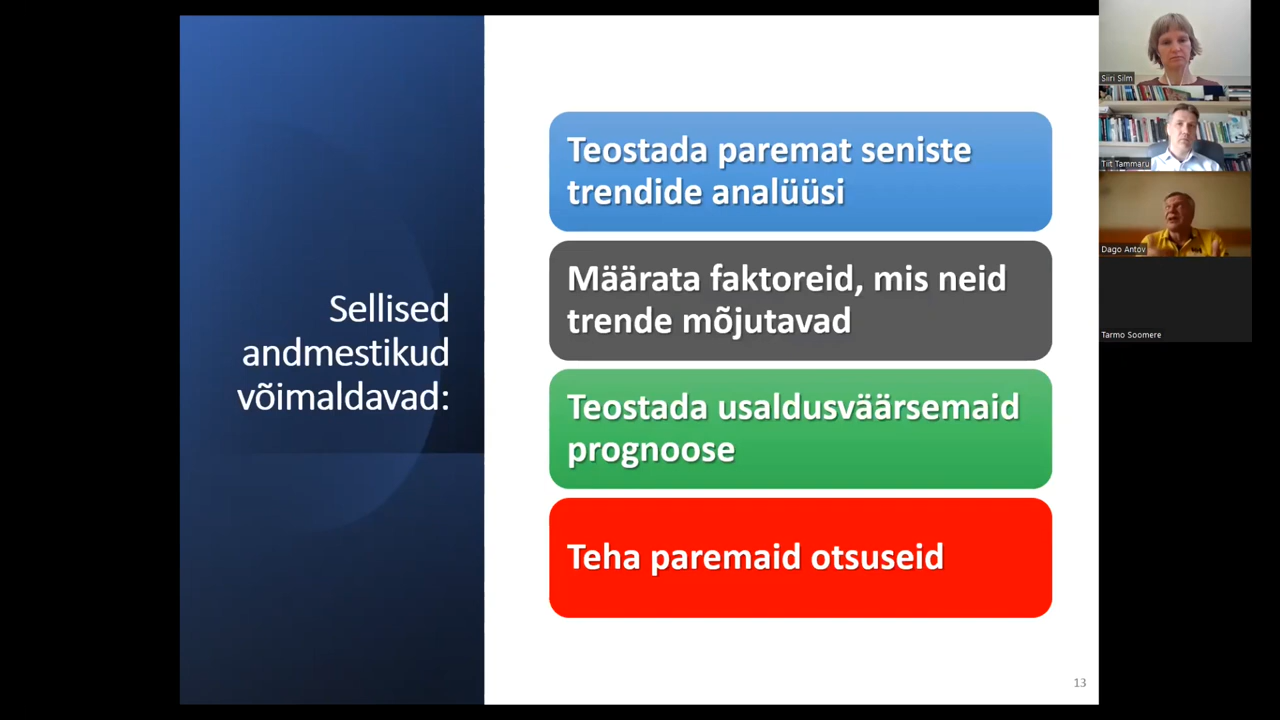 Sellised
andmestikud
võimaldavad:
Teostada paremat seniste
trendide analüüsi
Määrata faktoreid, mis neid
trende mõjutavad
Teostada usaldusväärsemaid
prognoose
Teha paremaid otsuseid
13
Siiri Silm
Tiit Tammaru
Dago Antov
Tarmo Soomere